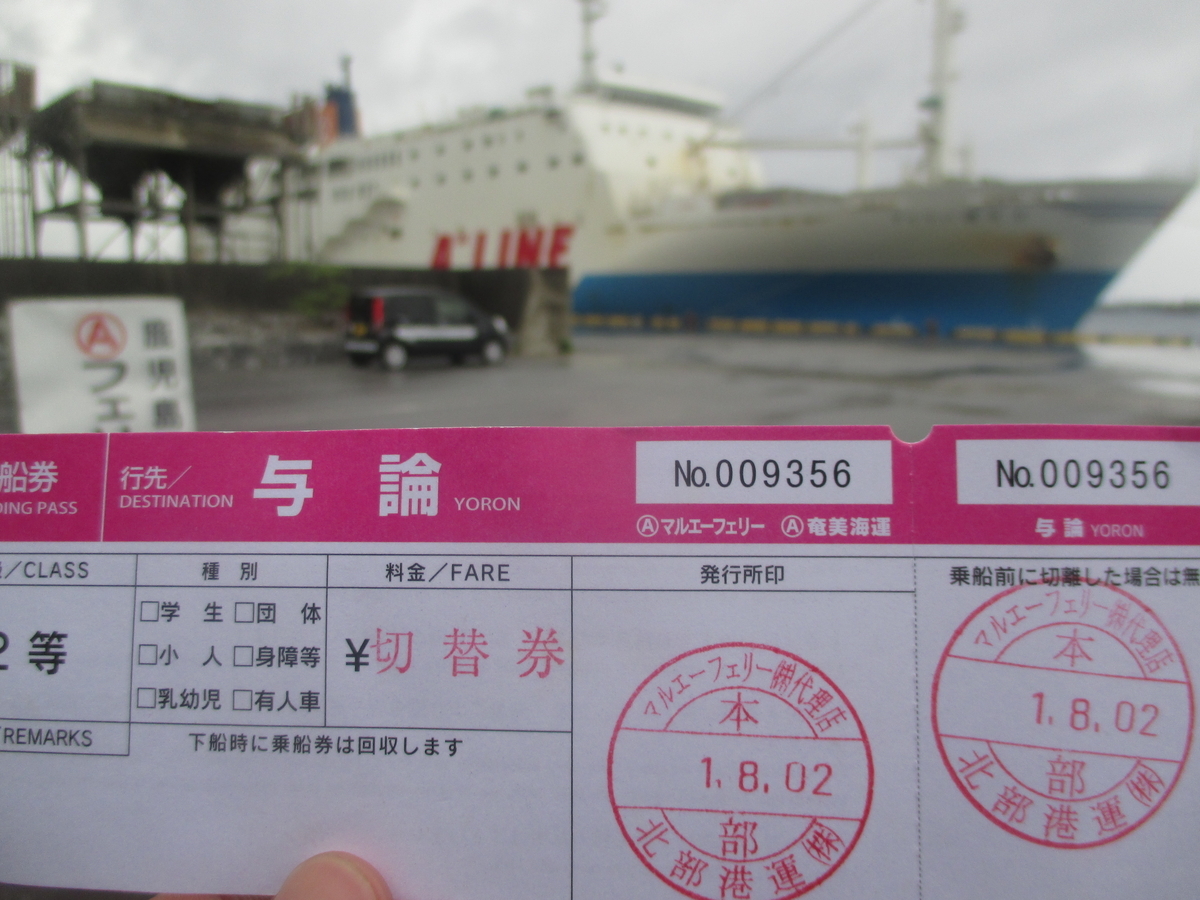 A"LINE
Ⓐフェ
鹿児島
船券
行先／
DESTINATION
与論
YORON
No.009356
No.009356
DING PASS
Ⓐマルエーフェリー Ⓐ奄美海運
与論 YORON
／CLASS
種別
料金／FARE
発行所印
乗船前に切離した場合は無
□学生 □団体
□小人 □身障等
□乳幼児 □有人車
2等
¥切替券
REMARKS
下船時に乗船券は回収します
マルエーフェリー㈱代理店
本
1.8.02
部
北部港運㈱
マルエーフェリー㈱代理店
本
1.8.02
部
北部港運㈱